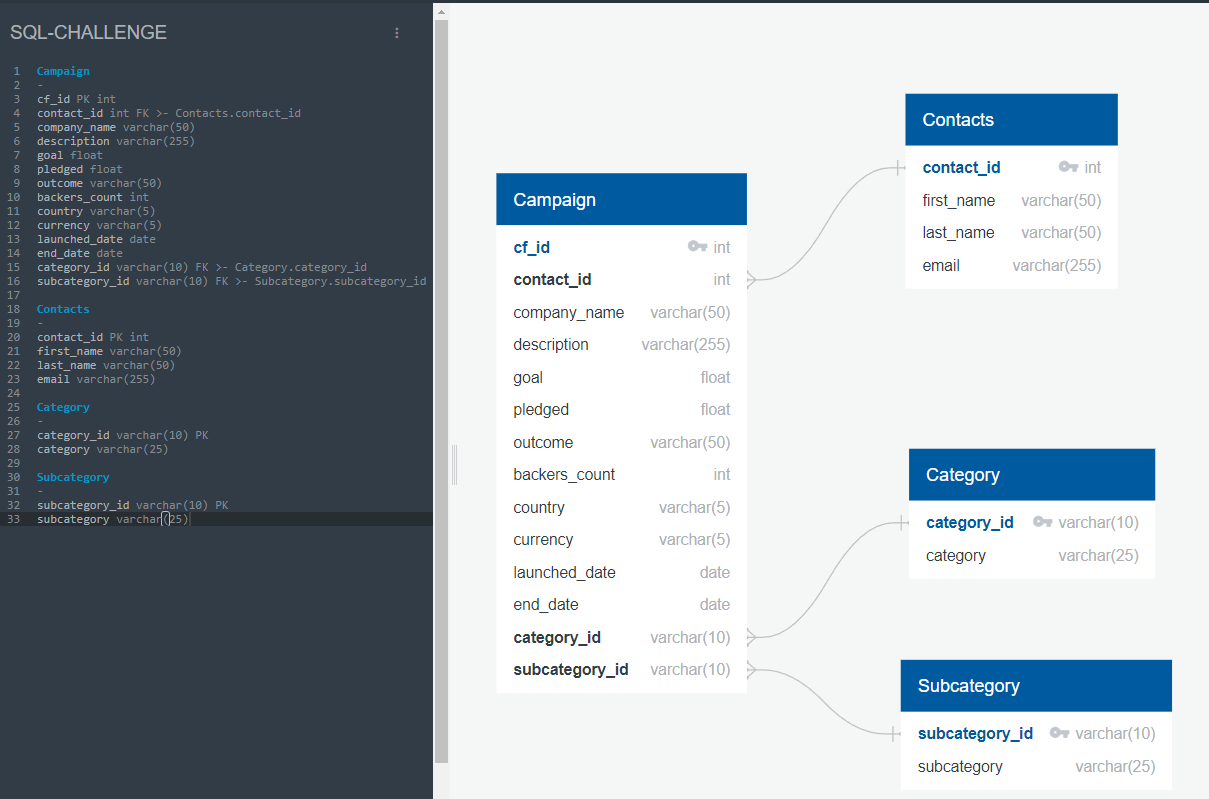 SQL-CHALLENGE
1 Campaign
2 -
3 cf_id PK int
4 contact_id int FK >- Contacts.contact_id
5 company_name varchar(50)
6 description varchar(255)
7 goal float
8 pledged float
9 outcome varchar(50)
10 backers_count int
11 country varchar(5)
12 currency varchar(5)
13 launched_date date
14 end_date date
15 category_id varchar(10) FK >- Category.category_id
16 subcategory_id varchar(10) FK >- Subcategory.subcategory_id
17
18 Contacts
19 -
20 contact_id PK int
21 first_name varchar(50)
22 last_name varchar(50)
23 email varchar(255)
24
25 Category
26 -
27 category_id varchar(10) PK
28 category varchar(25)
29
30 Subcategory
31 -
32 subcategory_id varchar(10) PK
33 subcategory varchar(25)
Campaign
cf_id int
contact_id int
company_name varchar(50)
description varchar(255)
goal float
pledged float
outcome varchar(50)
backers_count int
country varchar(5)
currency varchar(5)
launched_date date
end_date date
category_id varchar(10)
subcategory_id varchar(10)
Contacts
contact_id int
first_name varchar(50)
last_name varchar(50)
email varchar(255)
Category
category_id varchar(10)
category varchar(25)
Subcategory
subcategory_id varchar(10)
subcategory varchar(25)